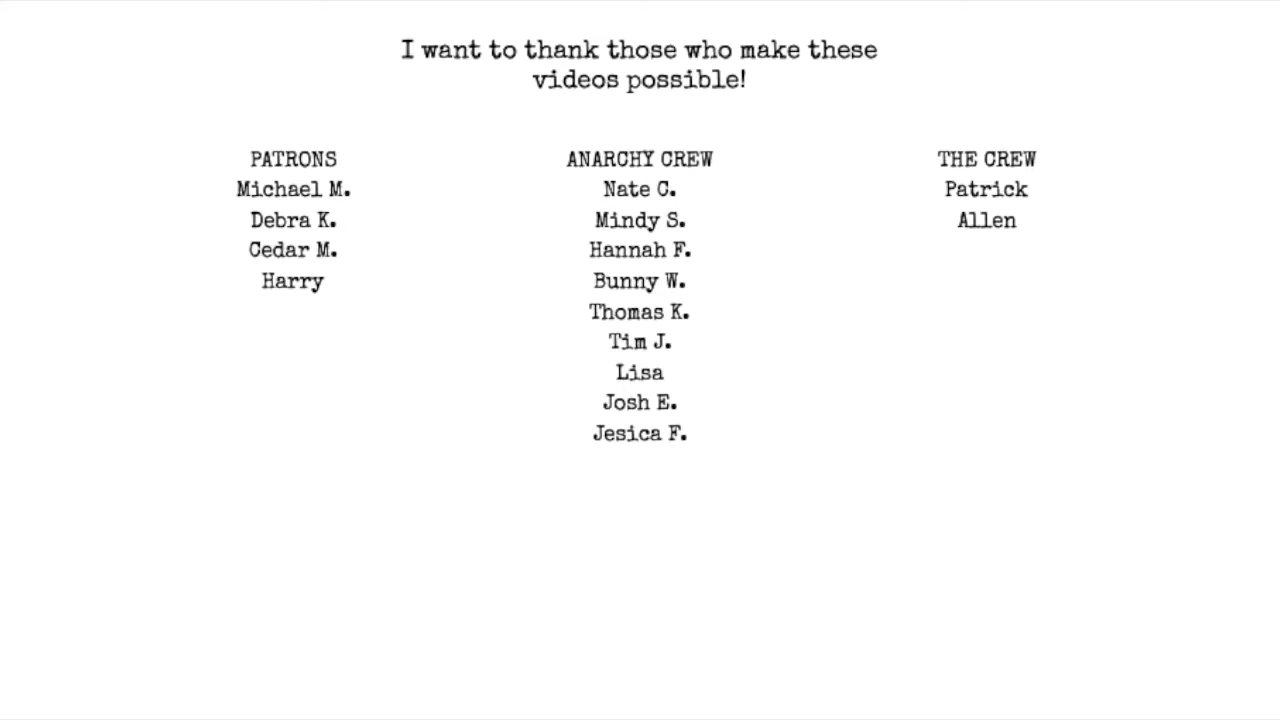 I want to thank those who make these
videos possible!
PATRONS
Michael M.
Debra K.
Cedar M.
Harry
ANARCHY CREW
Nate C.
Mindy S.
Hannah F.
Bunny W.
Thomas K.
Tim J.
Lisa
Josh E.
Jesica F.
THE CREW
Patrick
Allen